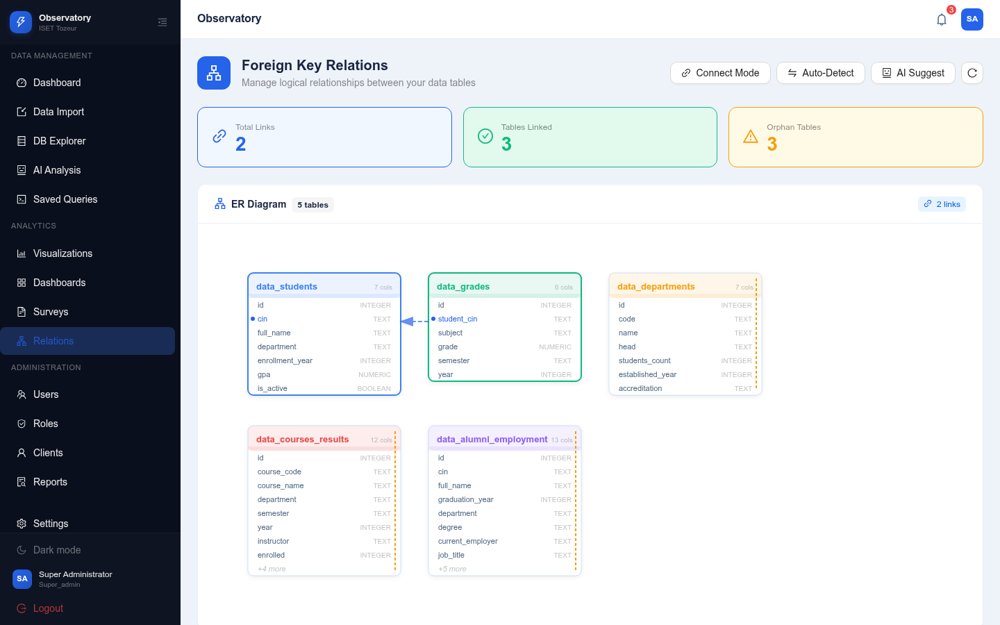 Observatory
ISET Tozeur
DATA MANAGEMENT
Dashboard
Data Import
DB Explorer
AI Analysis
Saved Queries
ANALYTICS
Visualizations
Dashboards
Surveys
Relations
ADMINISTRATION
Users
Roles
Clients
Reports
Settings
Dark mode
SA
Super Administrator
Super_admin
Logout
Observatory
3
SA
Foreign Key Relations
Manage logical relationships between your data tables
Connect Mode
Auto-Detect
AI Suggest
Total Links
2
Tables Linked
3
Orphan Tables
3
ER Diagram 5 tables
2 links
data_students 7 cols
id INTEGER
cin TEXT
full_name TEXT
department TEXT
enrollment_year INTEGER
gpa NUMERIC
is_active BOOLEAN
data_grades 6 cols
id INTEGER
student_cin TEXT
subject TEXT
grade NUMERIC
semester TEXT
year INTEGER
data_departments 7 cols
id INTEGER
code TEXT
name TEXT
head TEXT
students_count INTEGER
established_year INTEGER
accreditation TEXT
data_courses_results 12 cols
id INTEGER
course_code TEXT
course_name TEXT
department TEXT
semester TEXT
year INTEGER
instructor TEXT
enrolled INTEGER
+4 more
data_alumni_employment 13 cols
id INTEGER
cin TEXT
full_name TEXT
graduation_year INTEGER
department TEXT
degree TEXT
current_employer TEXT
job_title TEXT
+5 more